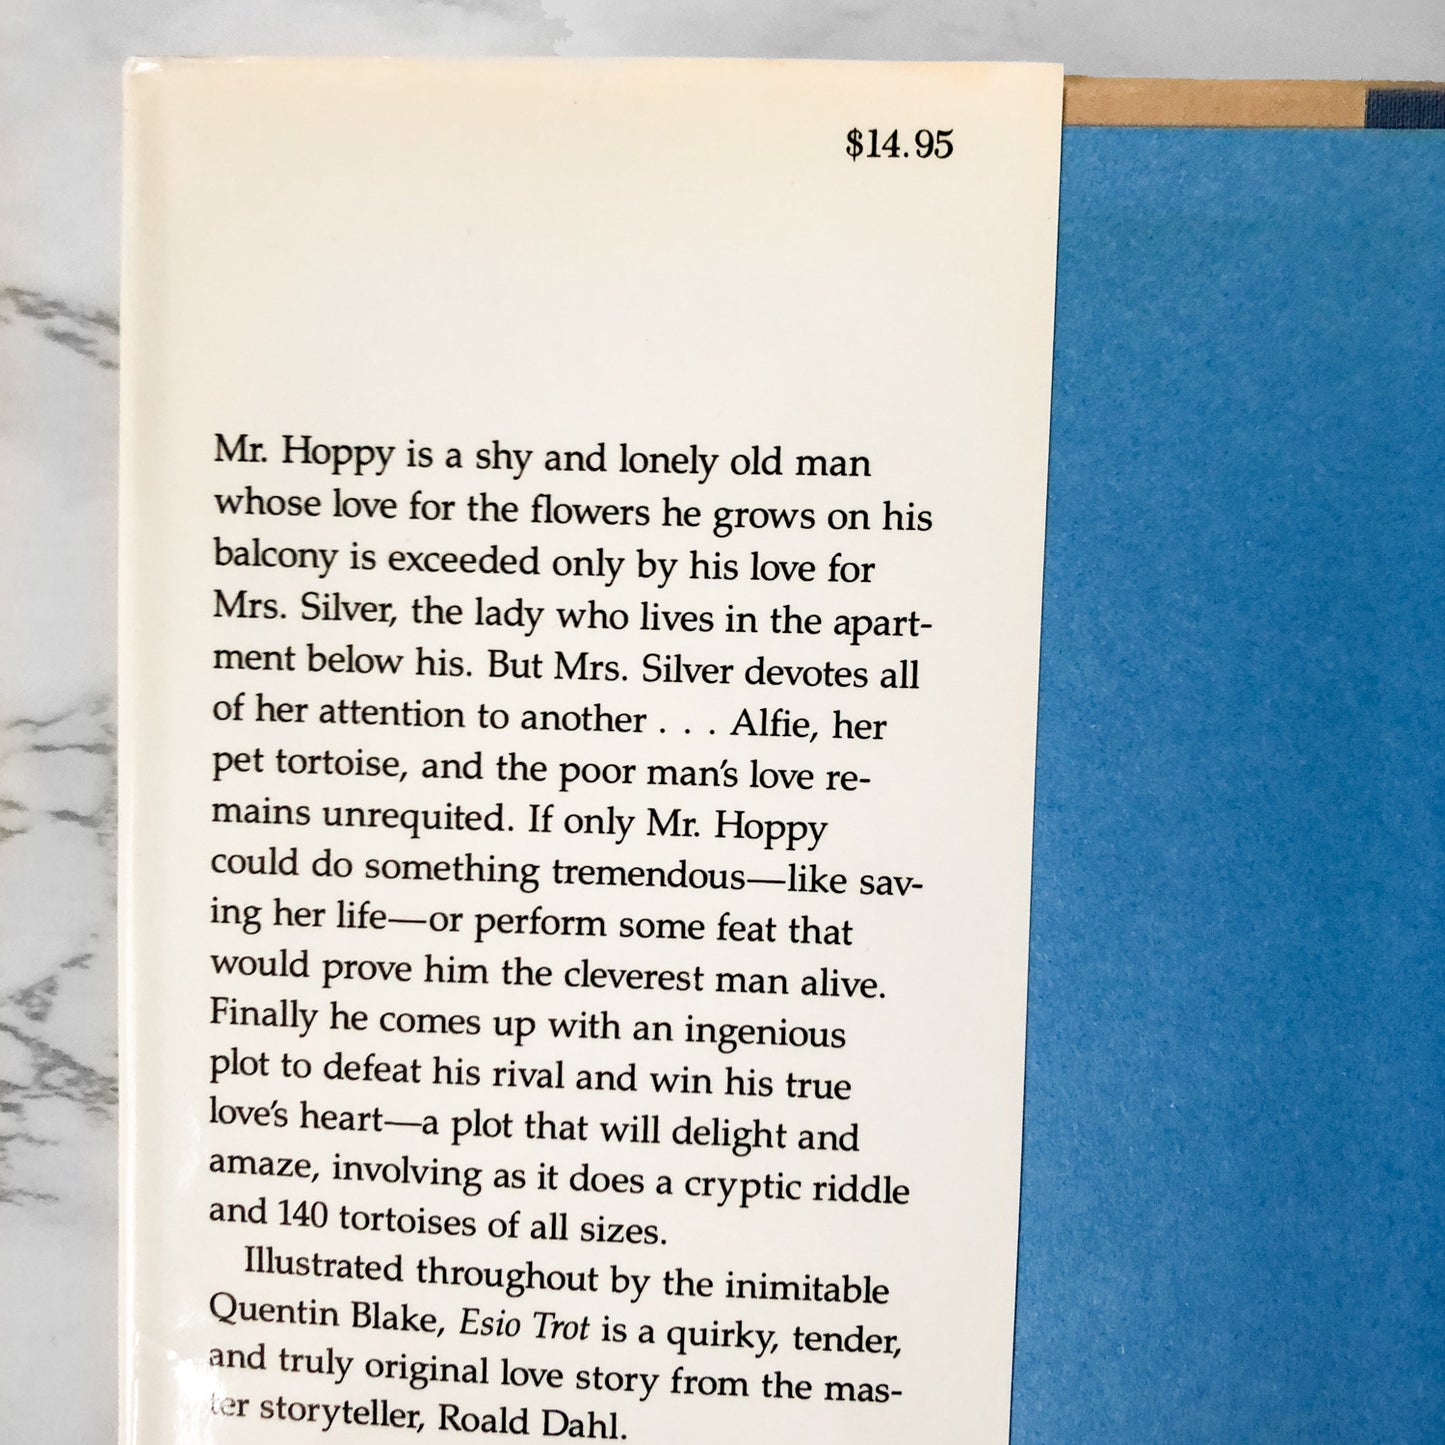 $14.95
Mr. Hoppy is a shy and lonely old man
whose love for the flowers he grows on his
balcony is exceeded only by his love for
Mrs. Silver, the lady who lives in the apart-
ment below his. But Mrs. Silver devotes all
of her attention to another . . . Alfie, her
pet tortoise, and the poor man's love re-
mains unrequited. If only Mr. Hoppy
could do something tremendous—like sav-
ing her life—or perform some feat that
would prove him the cleverest man alive.
Finally he comes up with an ingenious
plot to defeat his rival and win his true
love's heart—a plot that will delight and
amaze, involving as it does a cryptic riddle
and 140 tortoises of all sizes.
Illustrated throughout by the inimitable
Quentin Blake, Esio Trot is a quirky, tender,
and truly original love story from the mas-
ter storyteller, Roald Dahl.